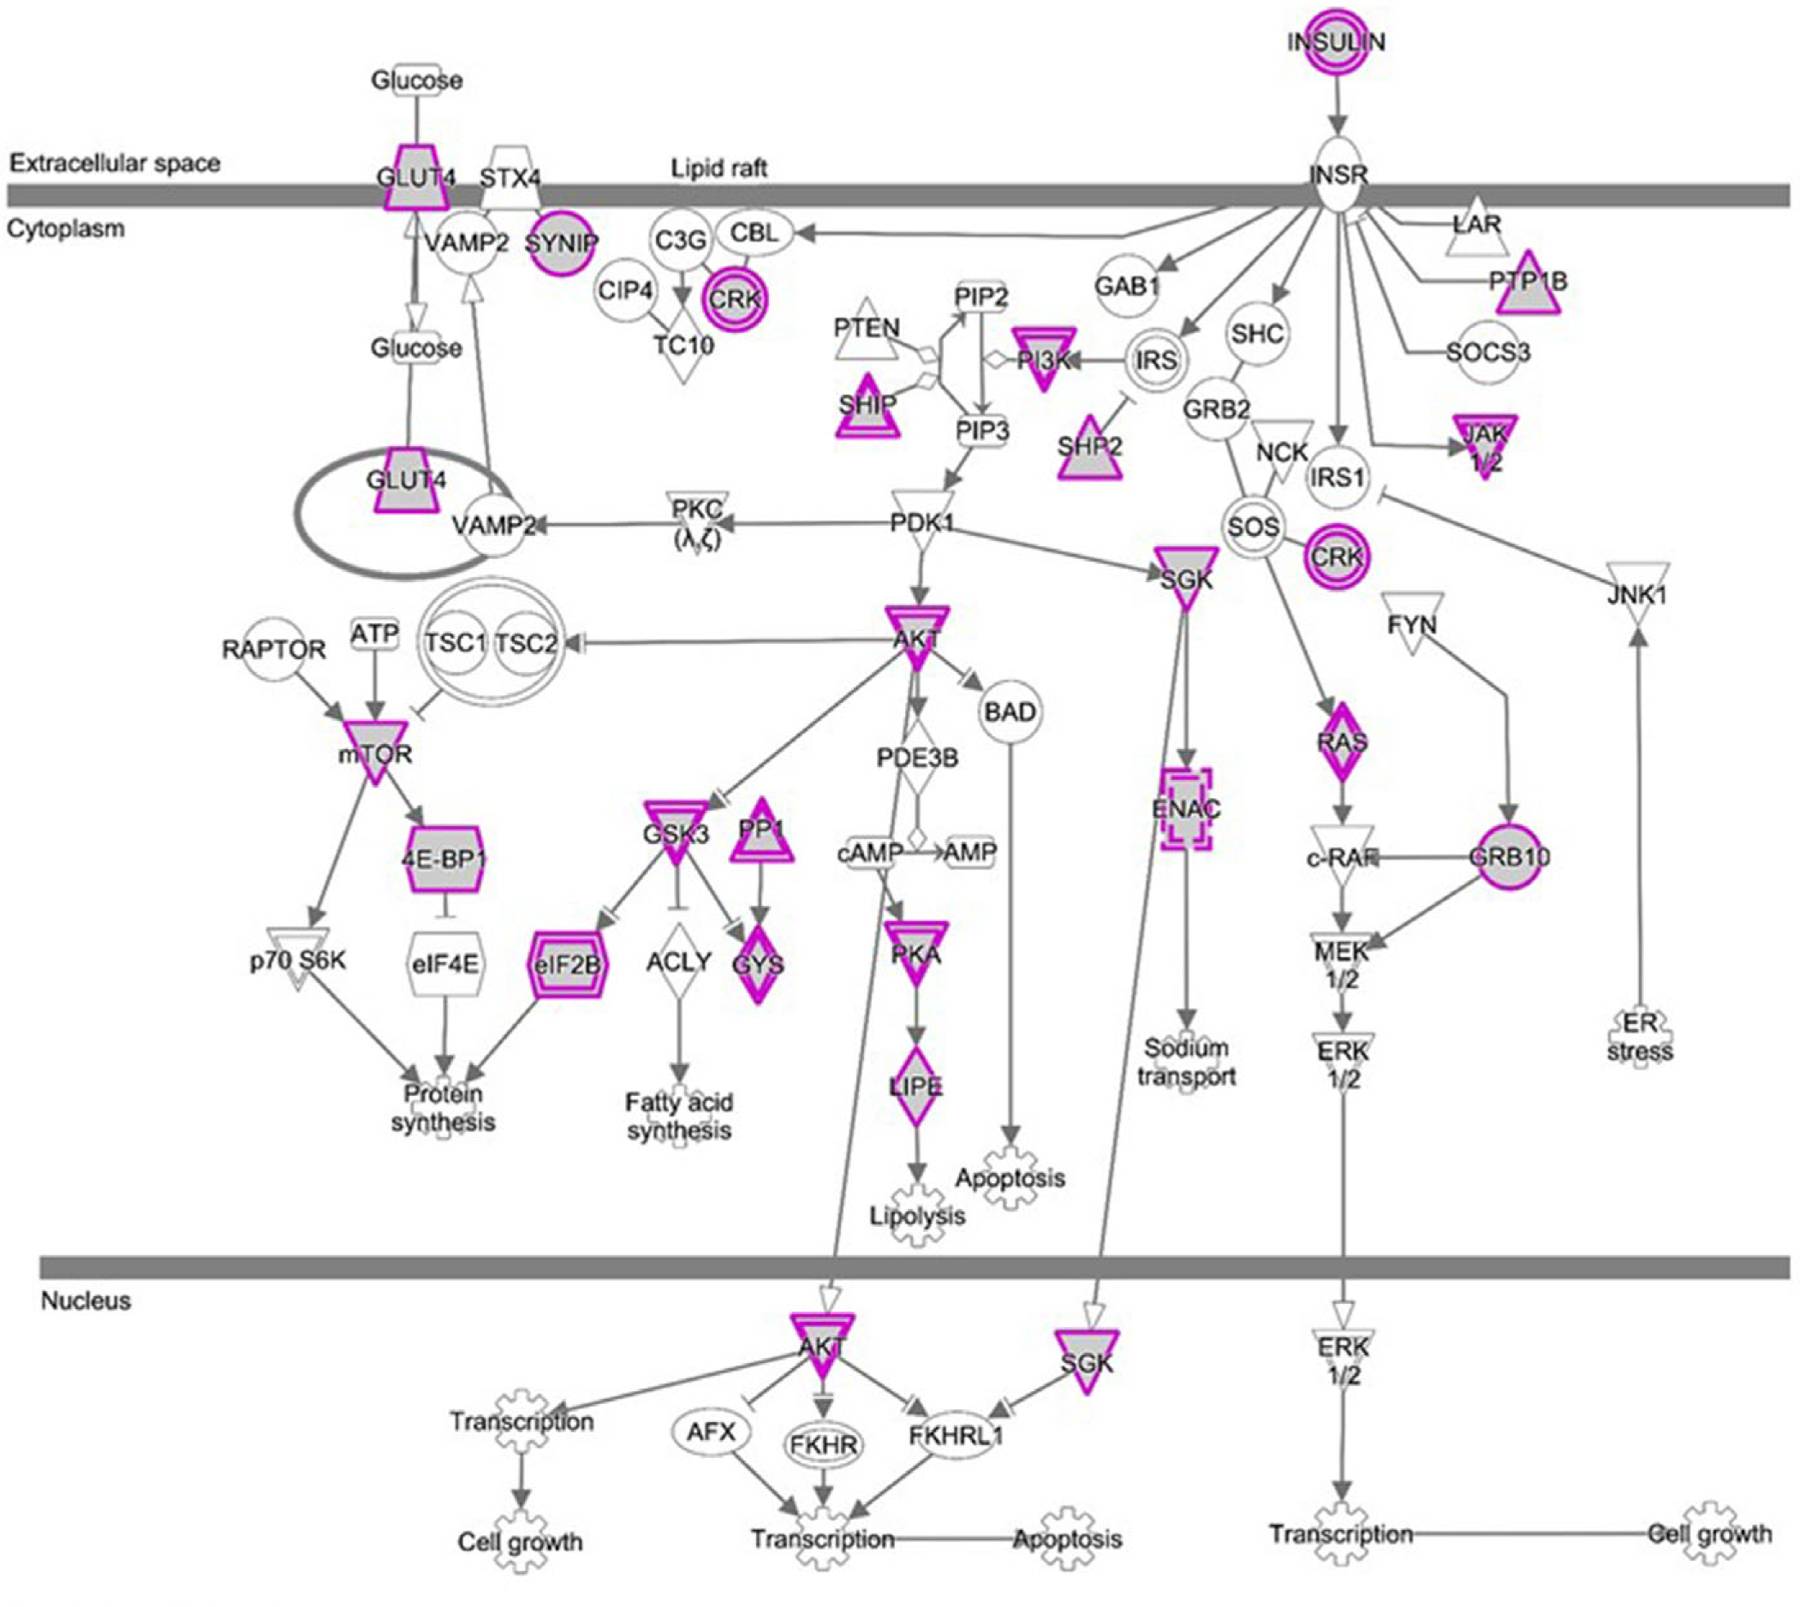 INSULIN
Glucose
Extracellular space
GLUT4
STX4
Lipid raft
INSR
Cytoplasm
VAMP2
SYNIP
C3G
CBL
LAR
CIP4
CRK
GAB1
PTP1B
PIP2
PTEN
TC10
Glucose
PI3K
IRS
SHC
SOCS3
SHIP
PIP3
SHP2
GRB2
NCK
JAK
1/2
GLUT4
IRS1
VAMP2
PKC
(λ,ζ)
PDK1
SOS
CRK
SGK
JNK1
RAPTOR
ATP
TSC1
TSC2
AKT
FYN
BAD
mTOR
PDE3B
RAS
4E-BP1
GSK3
PP1
cAMP
AMP
ENAC
c-RAF
GRB10
p70 S6K
eIF4E
eIF2B
ACLY
GYS
PKA
MEK
1/2
ER
stress
Sodium
transport
ERK
1/2
Protein
synthesis
Fatty acid
synthesis
LIPE
Apoptosis
Lipolysis
Nucleus
AKT
SGK
ERK
1/2
Transcription
AFX
FKHR
FKHRL1
Cell growth
Transcription
Apoptosis
Transcription
Cell growth